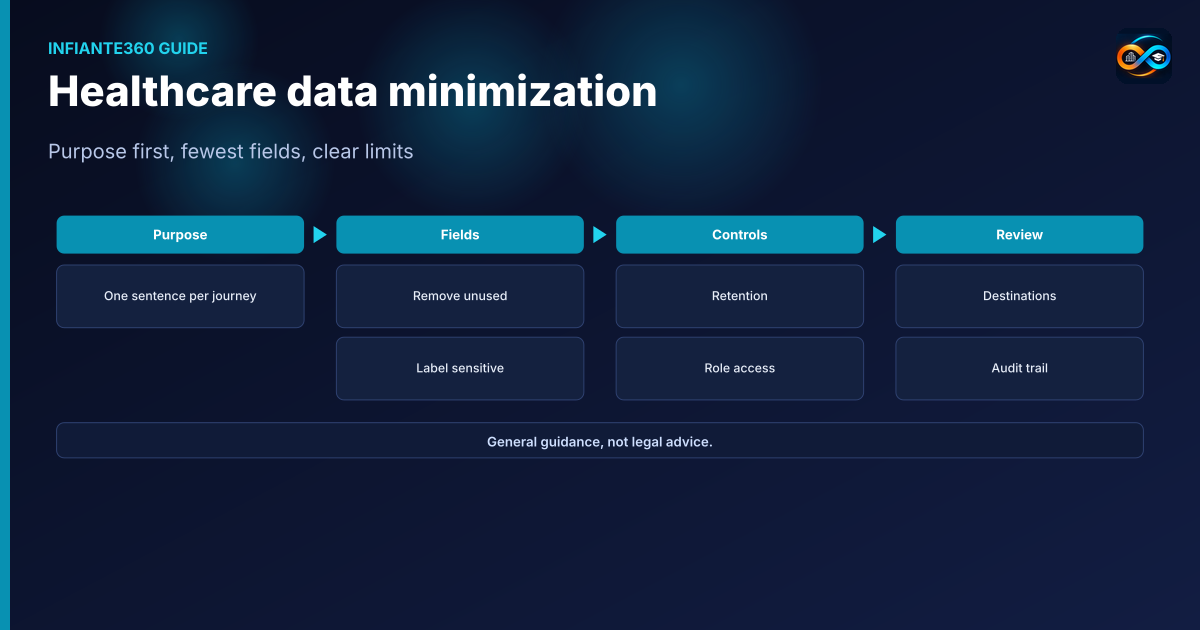 INFIANTE360 GUIDE
Healthcare data minimization
Purpose first, fewest fields, clear limits
Purpose
Fields
Controls
Review
One sentence per journey
Remove unused
Retention
Destinations
Label sensitive
Role access
Audit trail
General guidance, not legal advice.